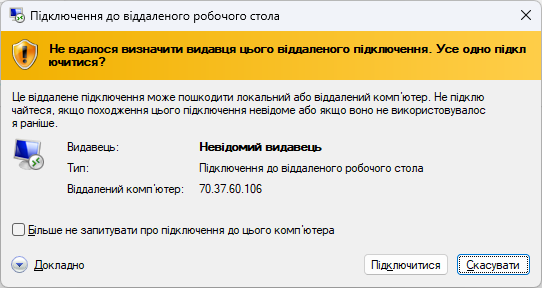 Підключення до віддаленого робочого стола
Не вдалося визначити видавця цього віддаленого підключення. Усе одно підкл
ючитися?
Це віддалене підключення може пошкодити локальний або віддалений комп'ютер. Не підклю
чайтеся, якщо походження цього підключення невідоме або якщо воно не використовувалос
я раніше.
Видавець: Невідомий видавець
Тип: Підключення до віддаленого робочого стола
Віддалений комп'ютер: 70.37.60.106
Більше не запитувати про підключення до цього комп'ютера
Докладно Підключитися Скасувати